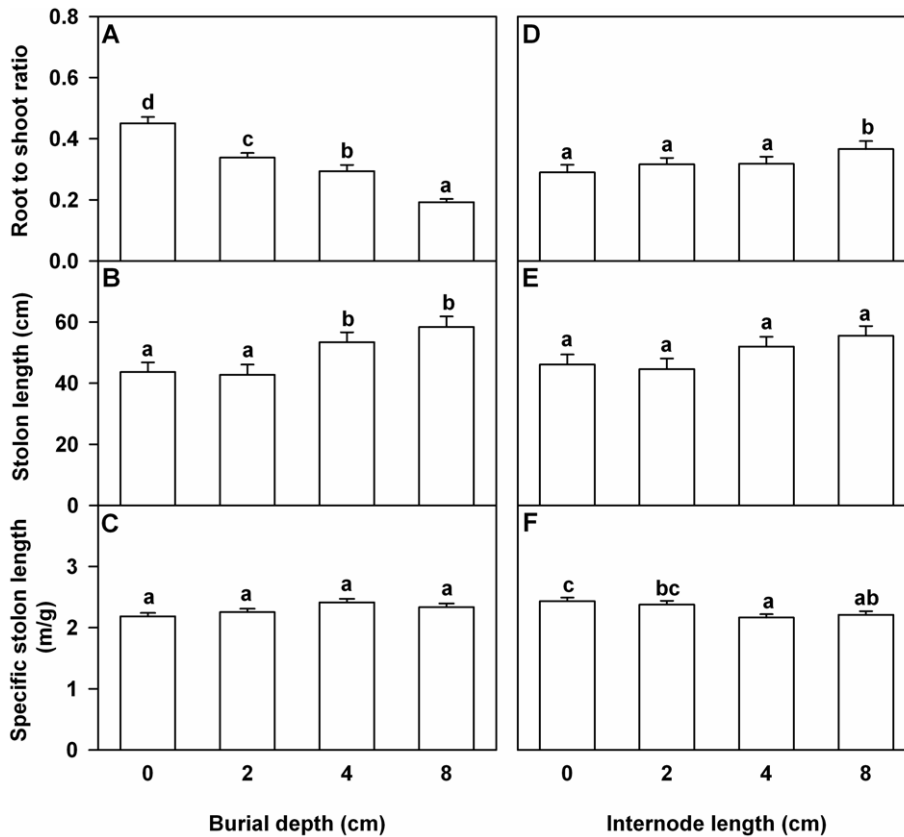 A
Root to shoot ratio
0.8
0.6
0.4
0.2
0.0
d
c
b
a
D
a
a
a
b
B
Stolon length (cm)
60
40
20
0
a
a
b
b
E
a
a
a
a
C
Specific stolon length
(m/g)
3
2
1
0
a
a
a
a
F
c
bc
a
ab
0 2 4 8
0 2 4 8
Burial depth (cm)
Internode length (cm)